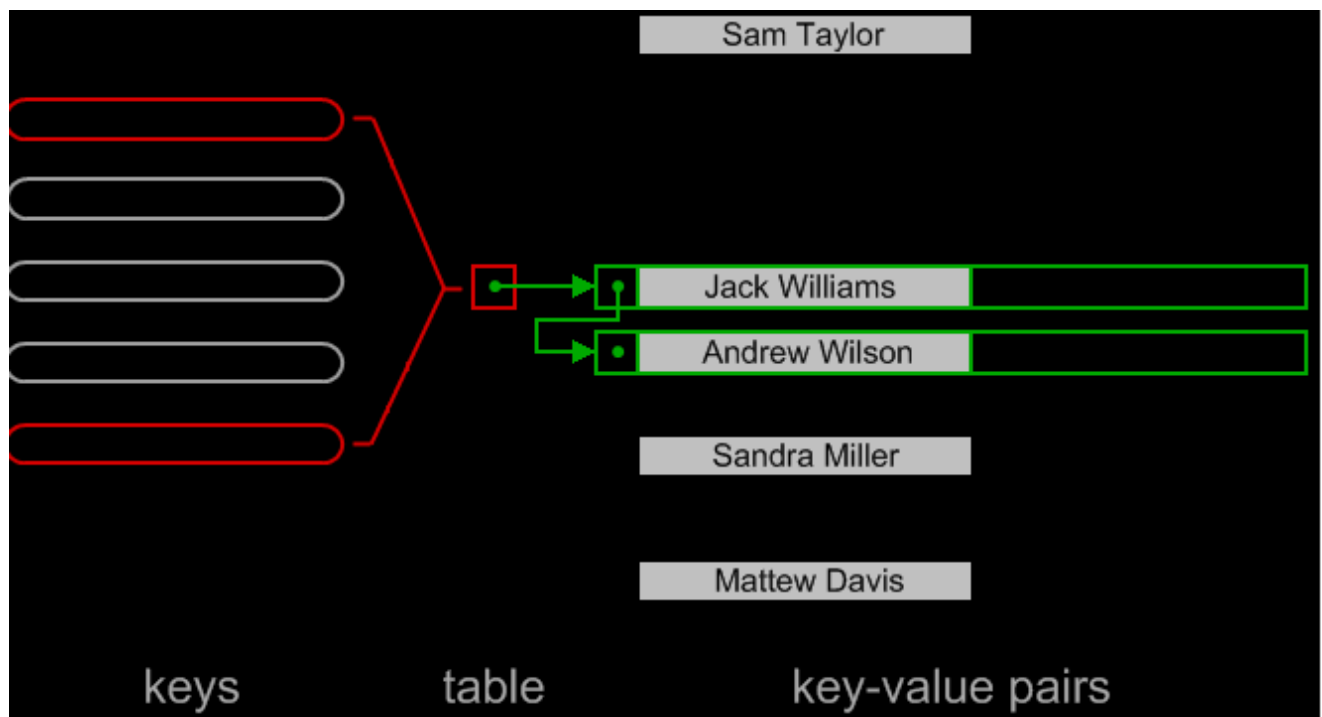 Sam Taylor
Jack Williams
Andrew Wilson
Sandra Miller
Mattew Davis
keys
table
key-value pairs